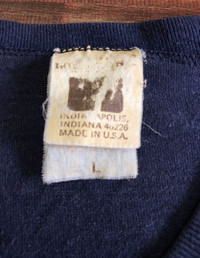 INDIANAPOLIS,
INDIANA 46226
MADE IN U.S.A.
L